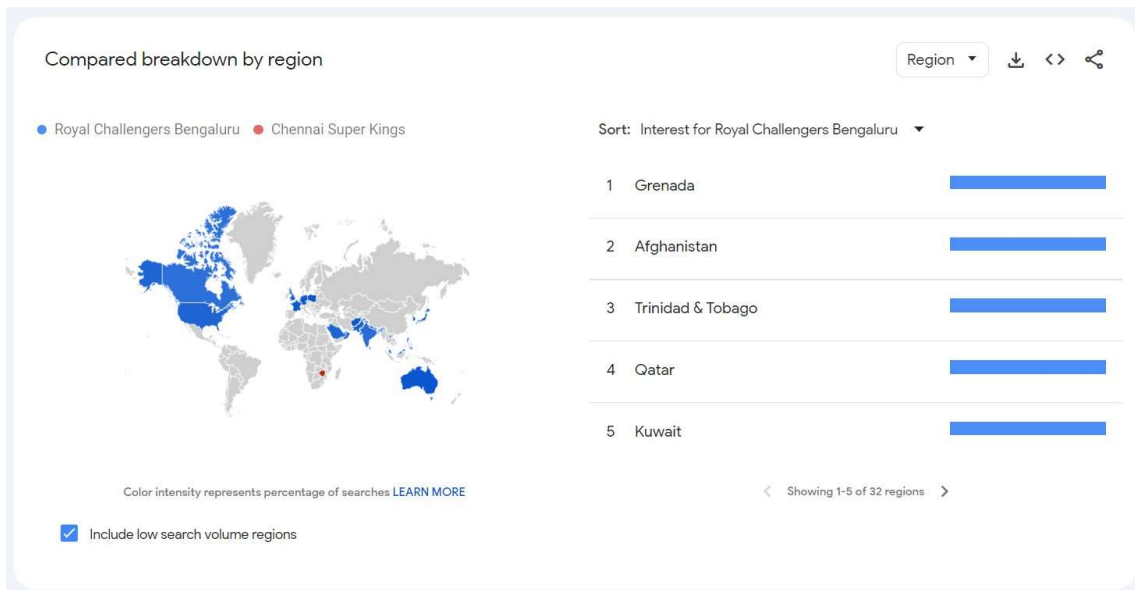 Compared breakdown by region
Region
Royal Challengers Bengaluru
Chennai Super Kings
Sort: Interest for Royal Challengers Bengaluru
1 Grenada
2 Afghanistan
3 Trinidad & Tobago
4 Qatar
5 Kuwait
Color intensity represents percentage of searches LEARN MORE
Showing 1-5 of 32 regions
Include low search volume regions